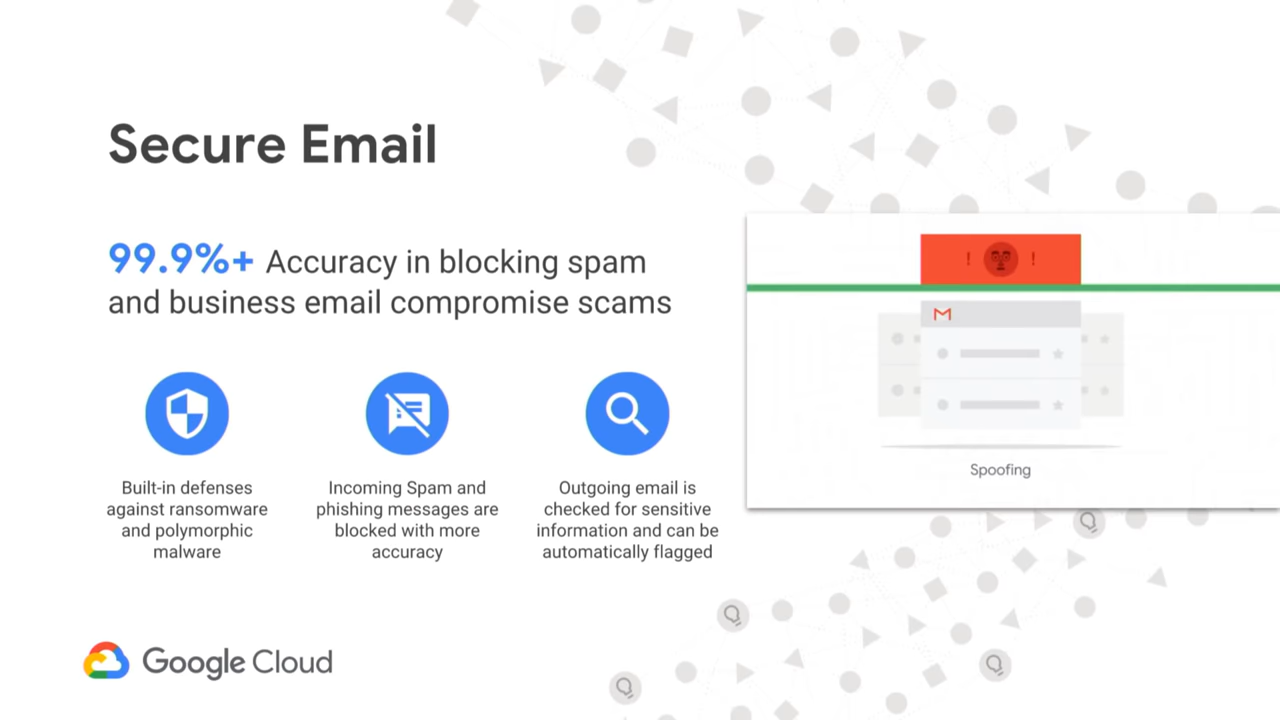 Secure Email
99.9%+ Accuracy in blocking spam
and business email compromise scams
Built-in defenses
against ransomware
and polymorphic
malware
Incoming Spam and
phishing messages are
blocked with more
accuracy
Outgoing email is
checked for sensitive
information and can be
automatically flagged
! !
Spoofing
Google Cloud